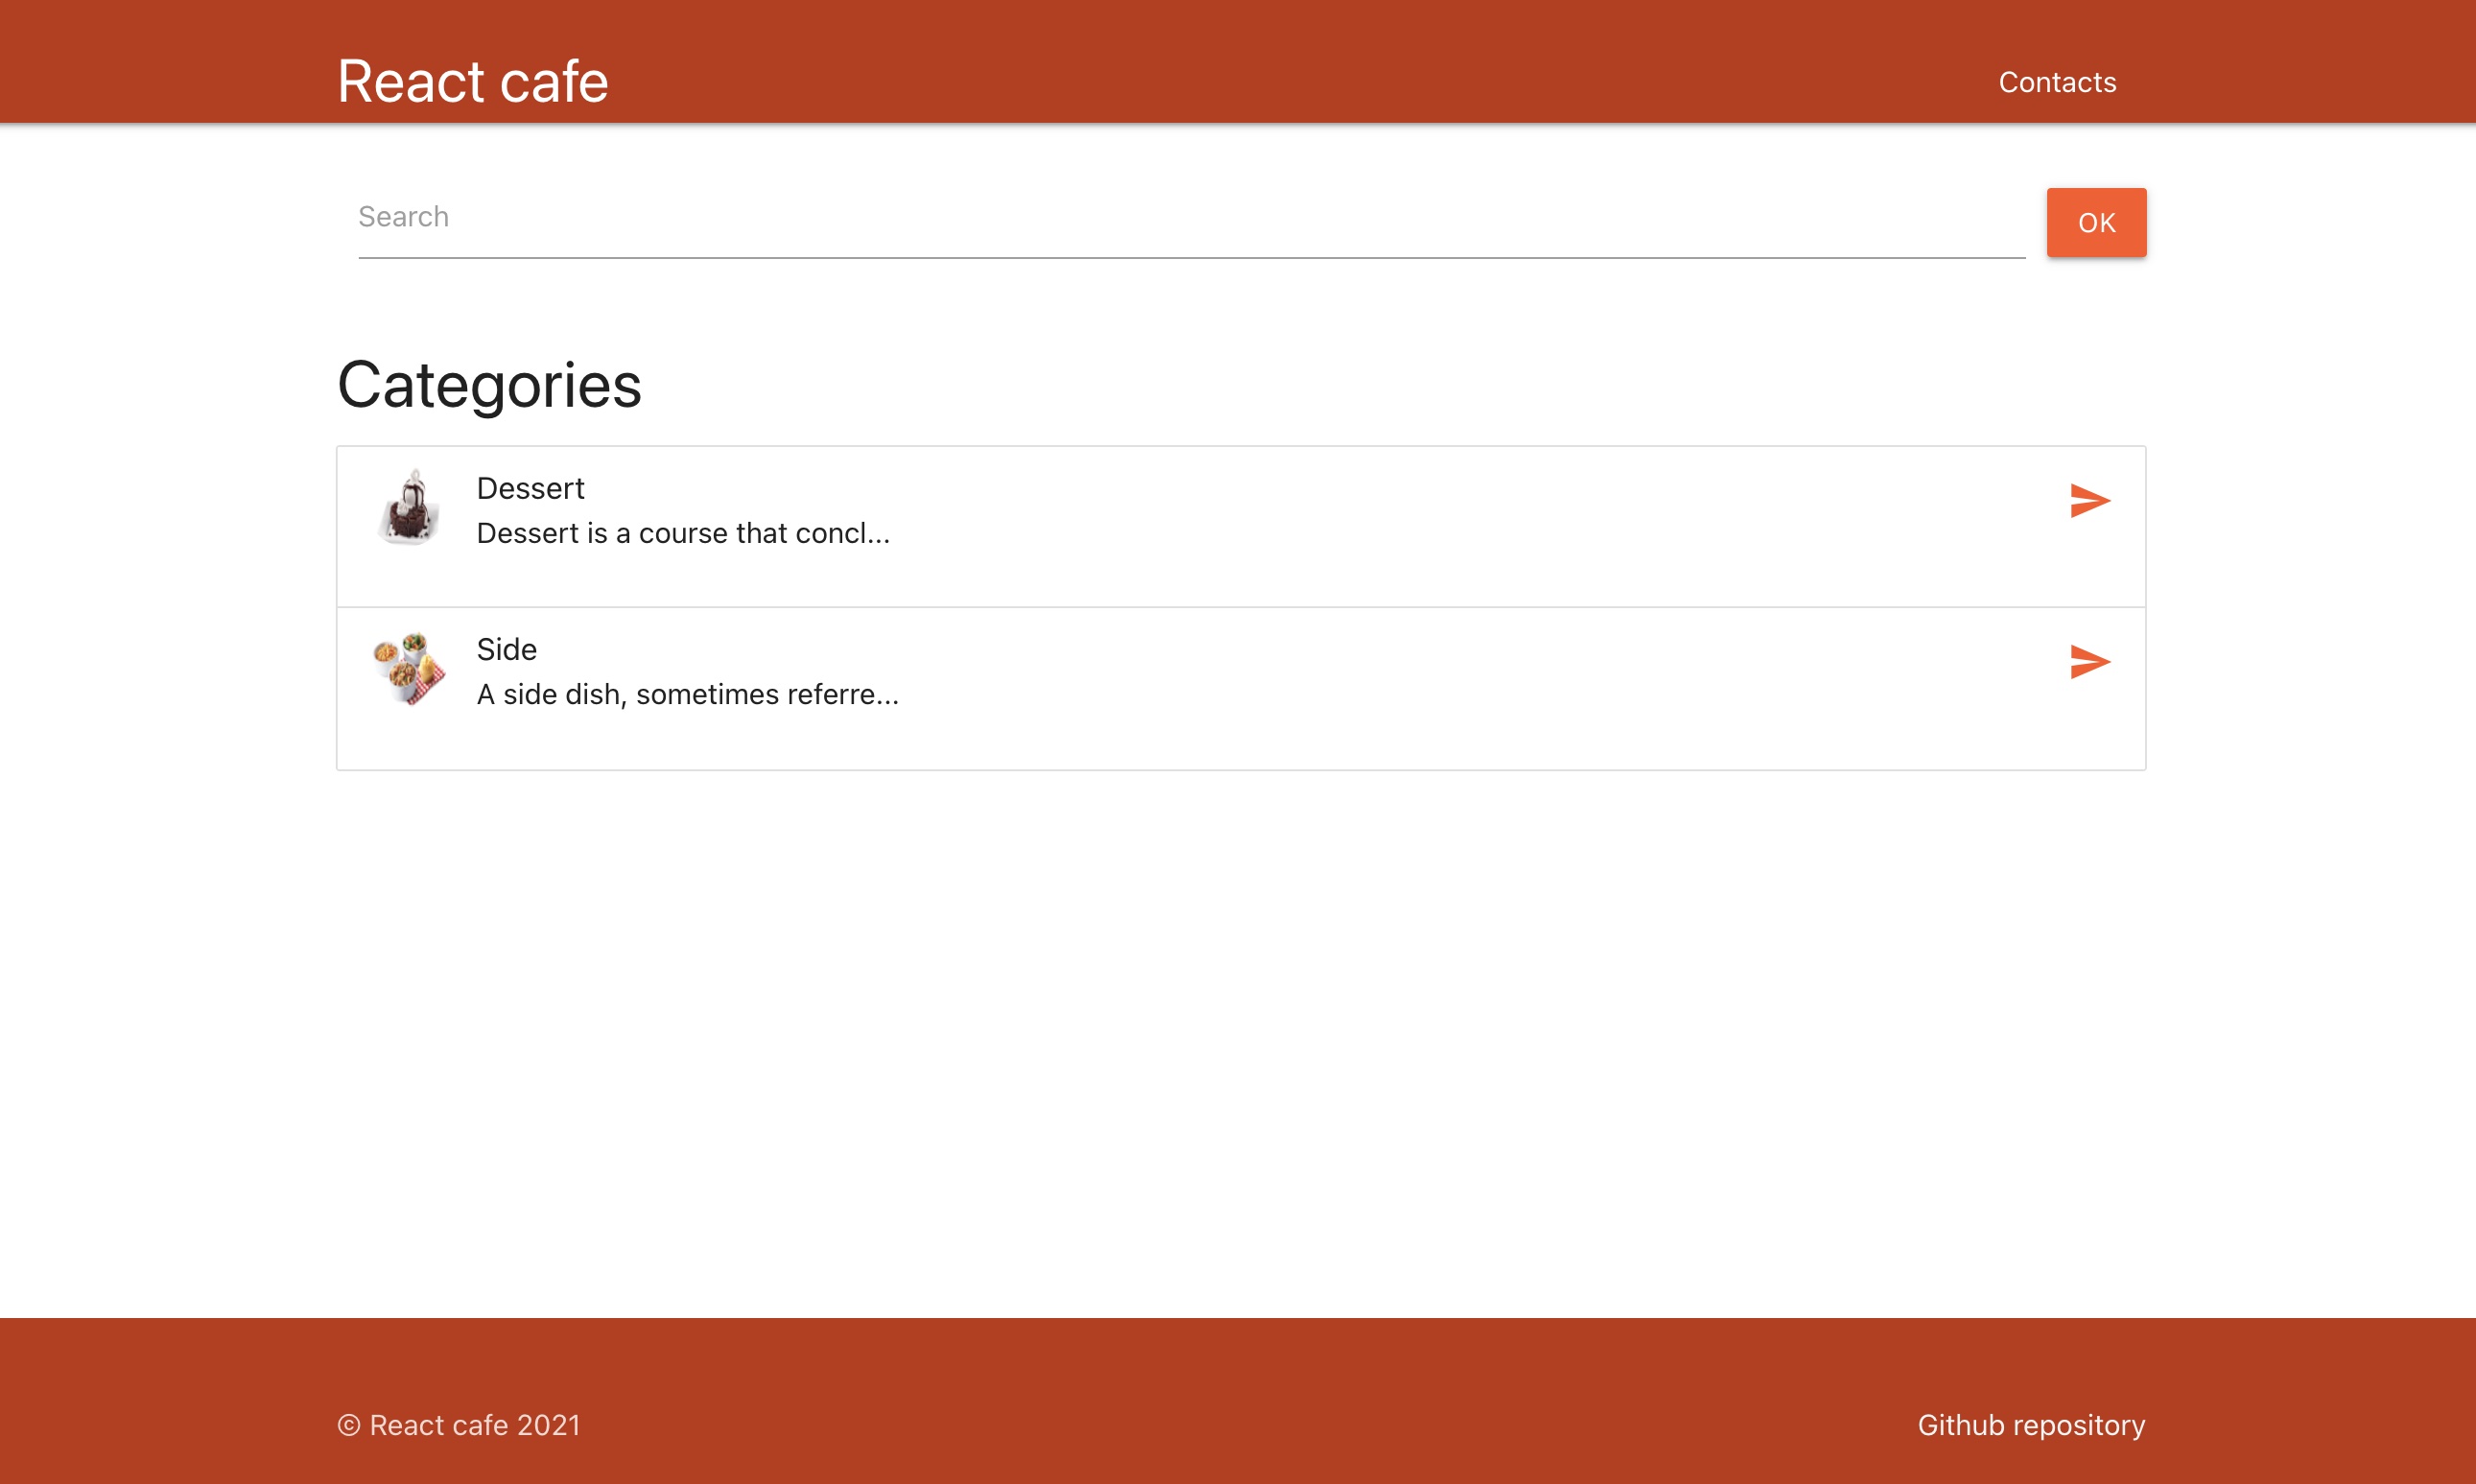 React cafe
Contacts
Search
OK
Categories
Dessert
Dessert is a course that concl...
Side
A side dish, sometimes referre...
© React cafe 2021
Github repository